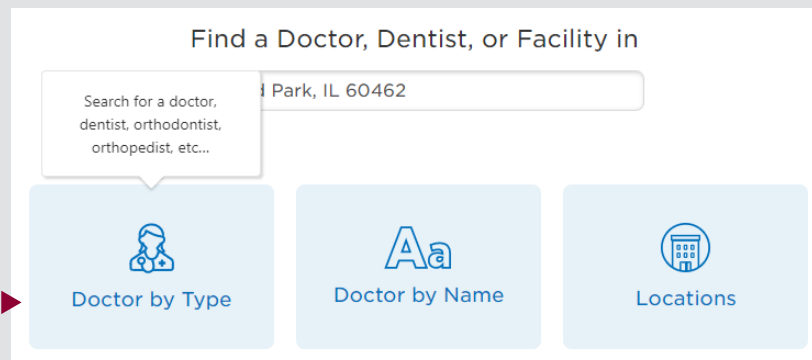 Find a Doctor, Dentist, or Facility in
Park, IL 60462
Search for a doctor,
dentist, orthodontist,
orthopedist, etc...
Doctor by Type
Aa
Doctor by Name
Locations